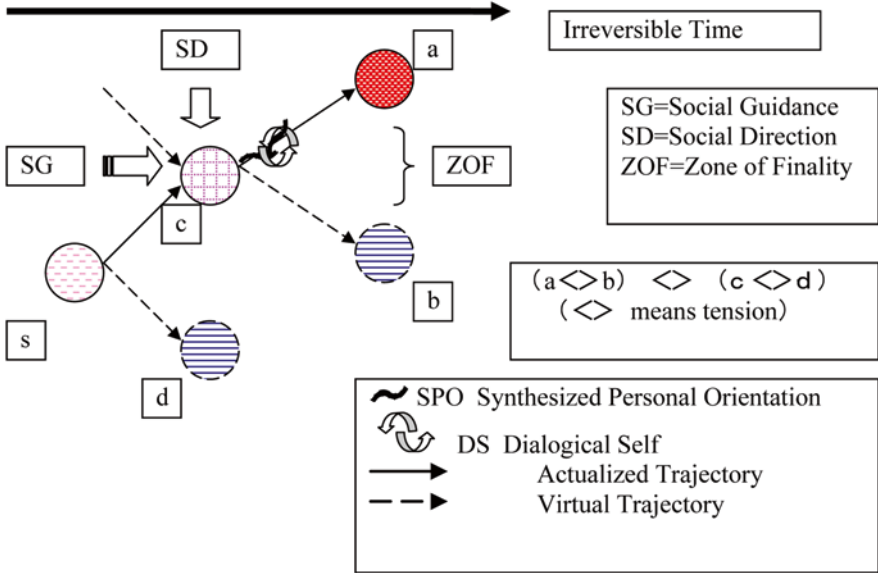 Irreversible Time
SD
a
SG=Social Guidance
SD=Social Direction
ZOF=Zone of Finality
SG
ZOF
c
(a<>b) <> (c<>d)
(<> means tension)
b
s
d
SPO Synthesized Personal Orientation
DS Dialogical Self
Actualized Trajectory
Virtual Trajectory